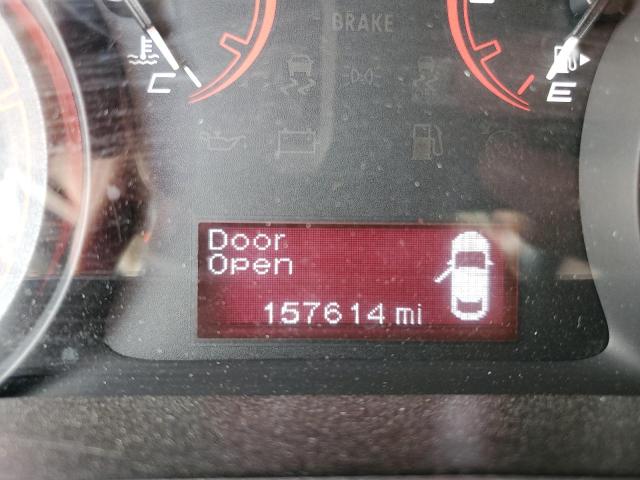 BRAKE
C
E
Door
Open
157614 mi